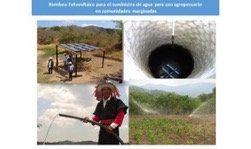 Bombeo Fotovoltaico para el suministro de agua para uso agropecuario
en comunidades marginadas